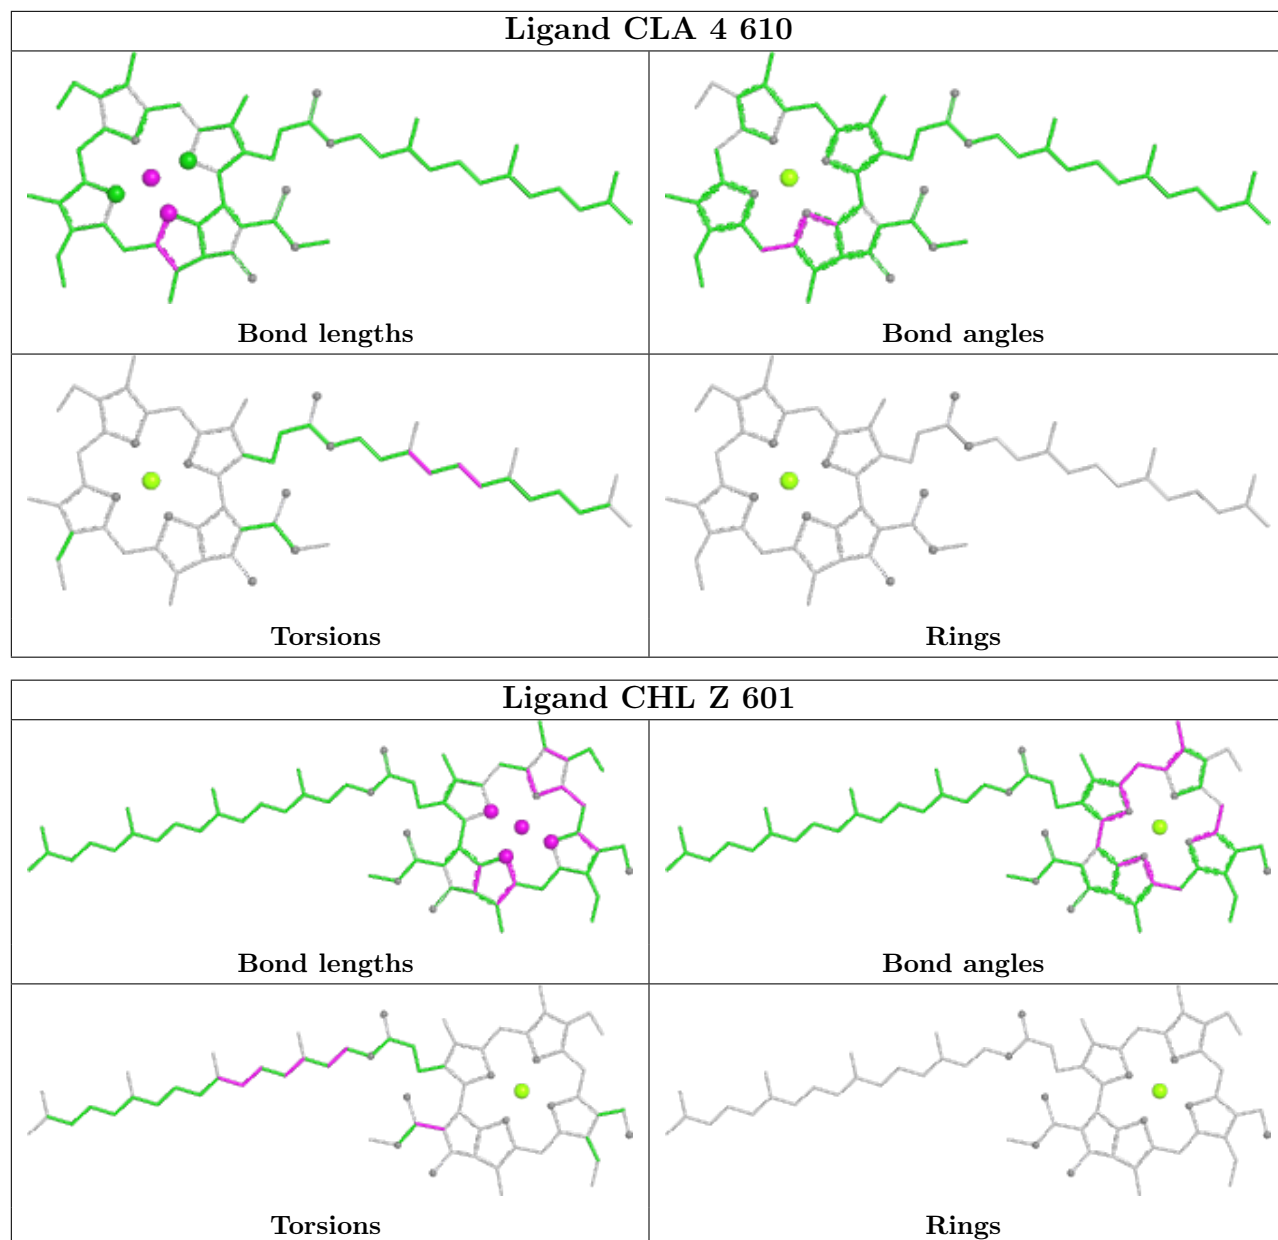 Ligand CLA 4 610
Bond lengths
Bond angles
Torsions
Rings
Ligand CHL Z 601
Bond lengths
Bond angles
Torsions
Rings